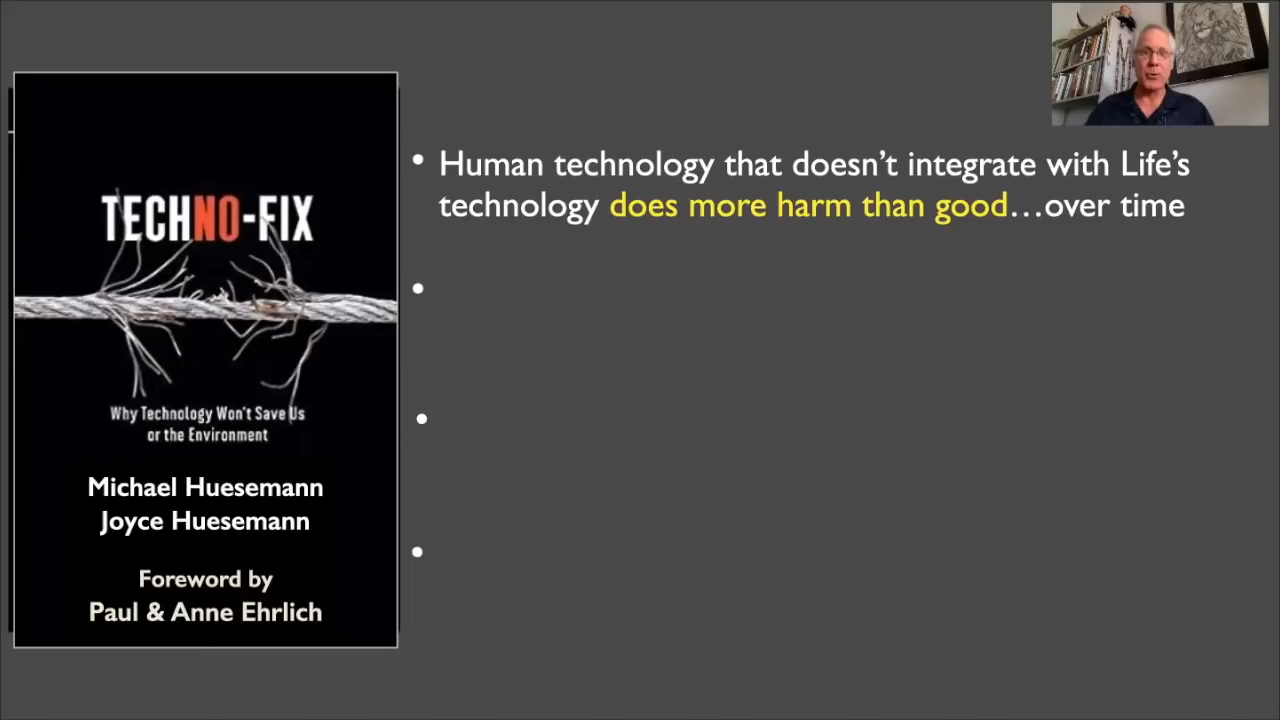 TECHNO-FIX
Why Technology Won't Save Us
or the Environment
Michael Huesemann
Joyce Huesemann
Foreword by
Paul & Anne Ehrlich
• Human technology that doesn't integrate with Life's
technology does more harm than good...over time
•
•
•